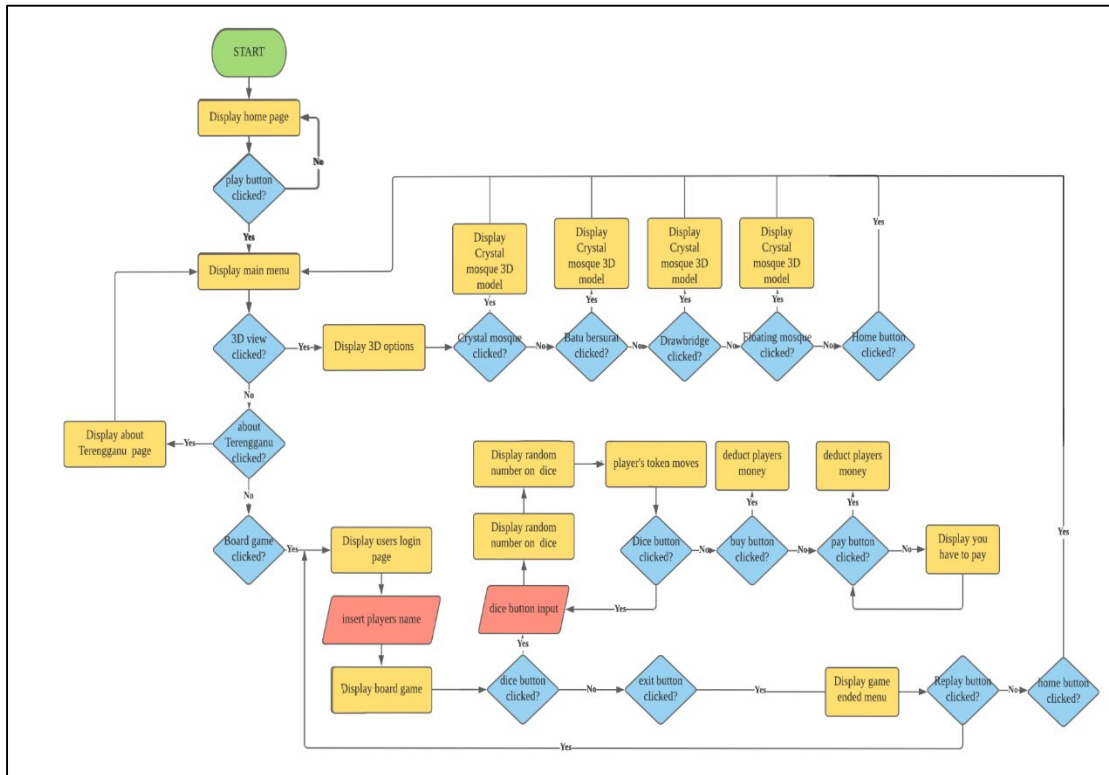 START
Display home page
No
play button
clicked?
Yes
Display main menu
3D view
clicked?
Yes
Display 3D options
Crystal mosque
clicked?
Yes
Display
Crystal
mosque 3D
model
No
Batu bersurat
clicked?
Yes
Display
Crystal
mosque 3D
model
No
Drawbridge
clicked?
Yes
Display
Crystal
mosque 3D
model
No
Floating mosque
clicked?
Yes
Display
Crystal
mosque 3D
model
No
Home button
clicked?
Yes
No
about
Terengganu
clicked?
Yes
Display about
Terengganu page
No
Board game
clicked?
Yes
Display users login
page
insert players name
Display board game
dice button
clicked?
Yes
dice button input
Display random
number on dice
Display random
number on dice
player's token moves
Dice button
clicked?
Yes
No
buy button
clicked?
Yes
deduct players
money
No
pay button
clicked?
Yes
deduct players
money
No
Display you
have to pay
No
exit button
clicked?
Yes
Display game
ended menu
Replay button
clicked?
Yes
No
home button
clicked?
Yes